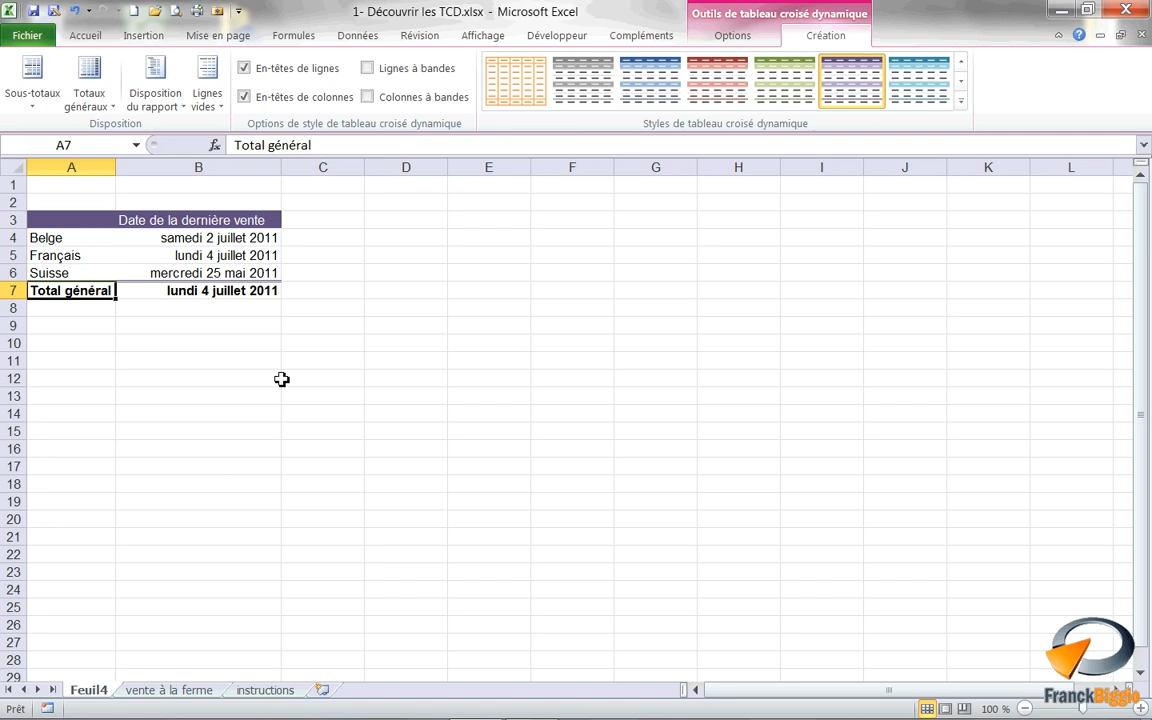 1- Découvrir les TCD.xlsx - Microsoft Excel
Outils de tableau croisé dynamique
Fichier Accueil Insertion Mise en page Formules Données Révision Affichage Développeur Compléments Options Création
Sous-totaux
Totaux généraux
Disposition du rapport
Lignes vides
En-têtes de lignes
Lignes à bandes
En-têtes de colonnes
Colonnes à bandes
Disposition
Options de style de tableau croisé dynamique
Styles de tableau croisé dynamique
A7 fx Total général
A B C D E F G H I J K L
1
2
3 Date de la dernière vente
4 Belge samedi 2 juillet 2011
5 Français lundi 4 juillet 2011
6 Suisse mercredi 25 mai 2011
7 Total général lundi 4 juillet 2011
8
9
10
11
12
13
14
15
16
17
18
19
20
21
22
23
24
25
26
27
28
29
Feuil4 vente à la ferme instructions
Prêt 100 %
FranckBiggio